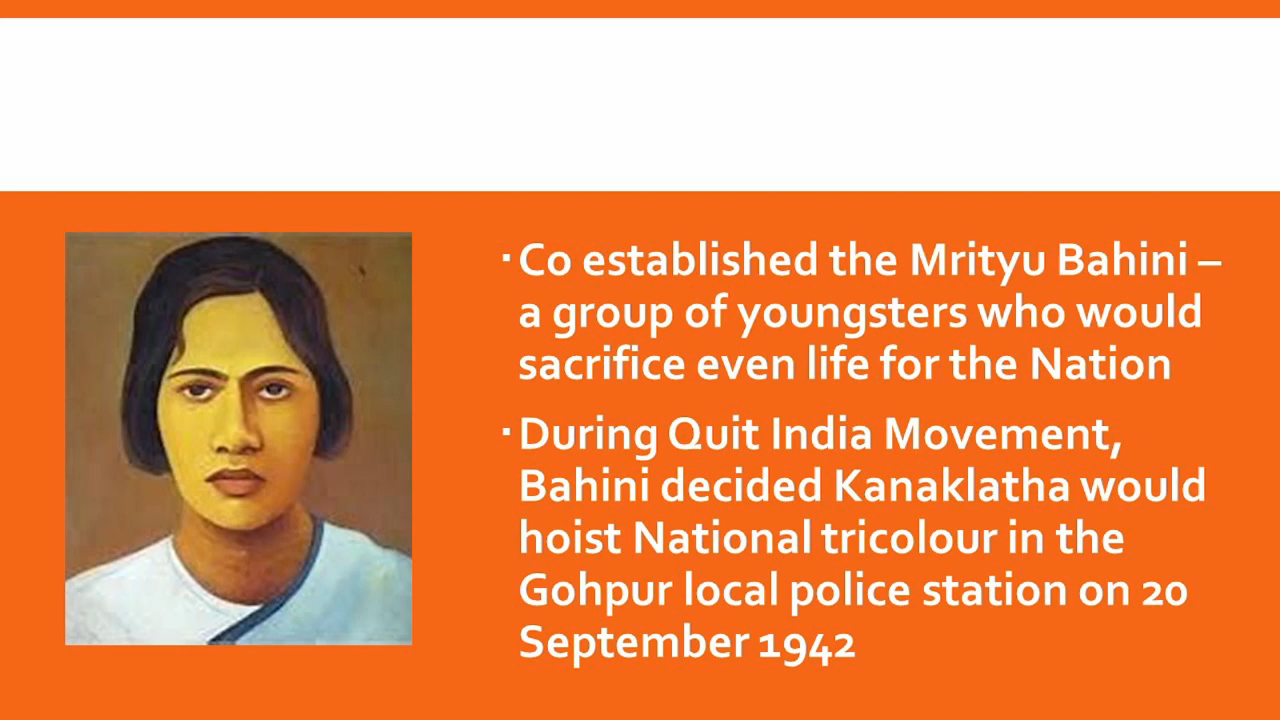 ▪ Co established the Mrityu Bahini –
a group of youngsters who would
sacrifice even life for the Nation
▪ During Quit India Movement,
Bahini decided Kanaklatha would
hoist National tricolour in the
Gohpur local police station on 20
September 1942